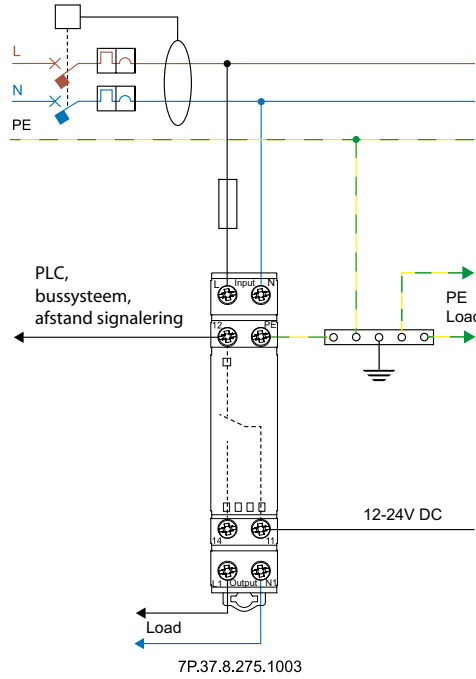 L
N
PE
L Input N
PLC,
bussysteem,
afstand signalering
12 PE
PE
Load
14 11
12-24V DC
L1 Output N1
Load
7P.37.8.275.1003